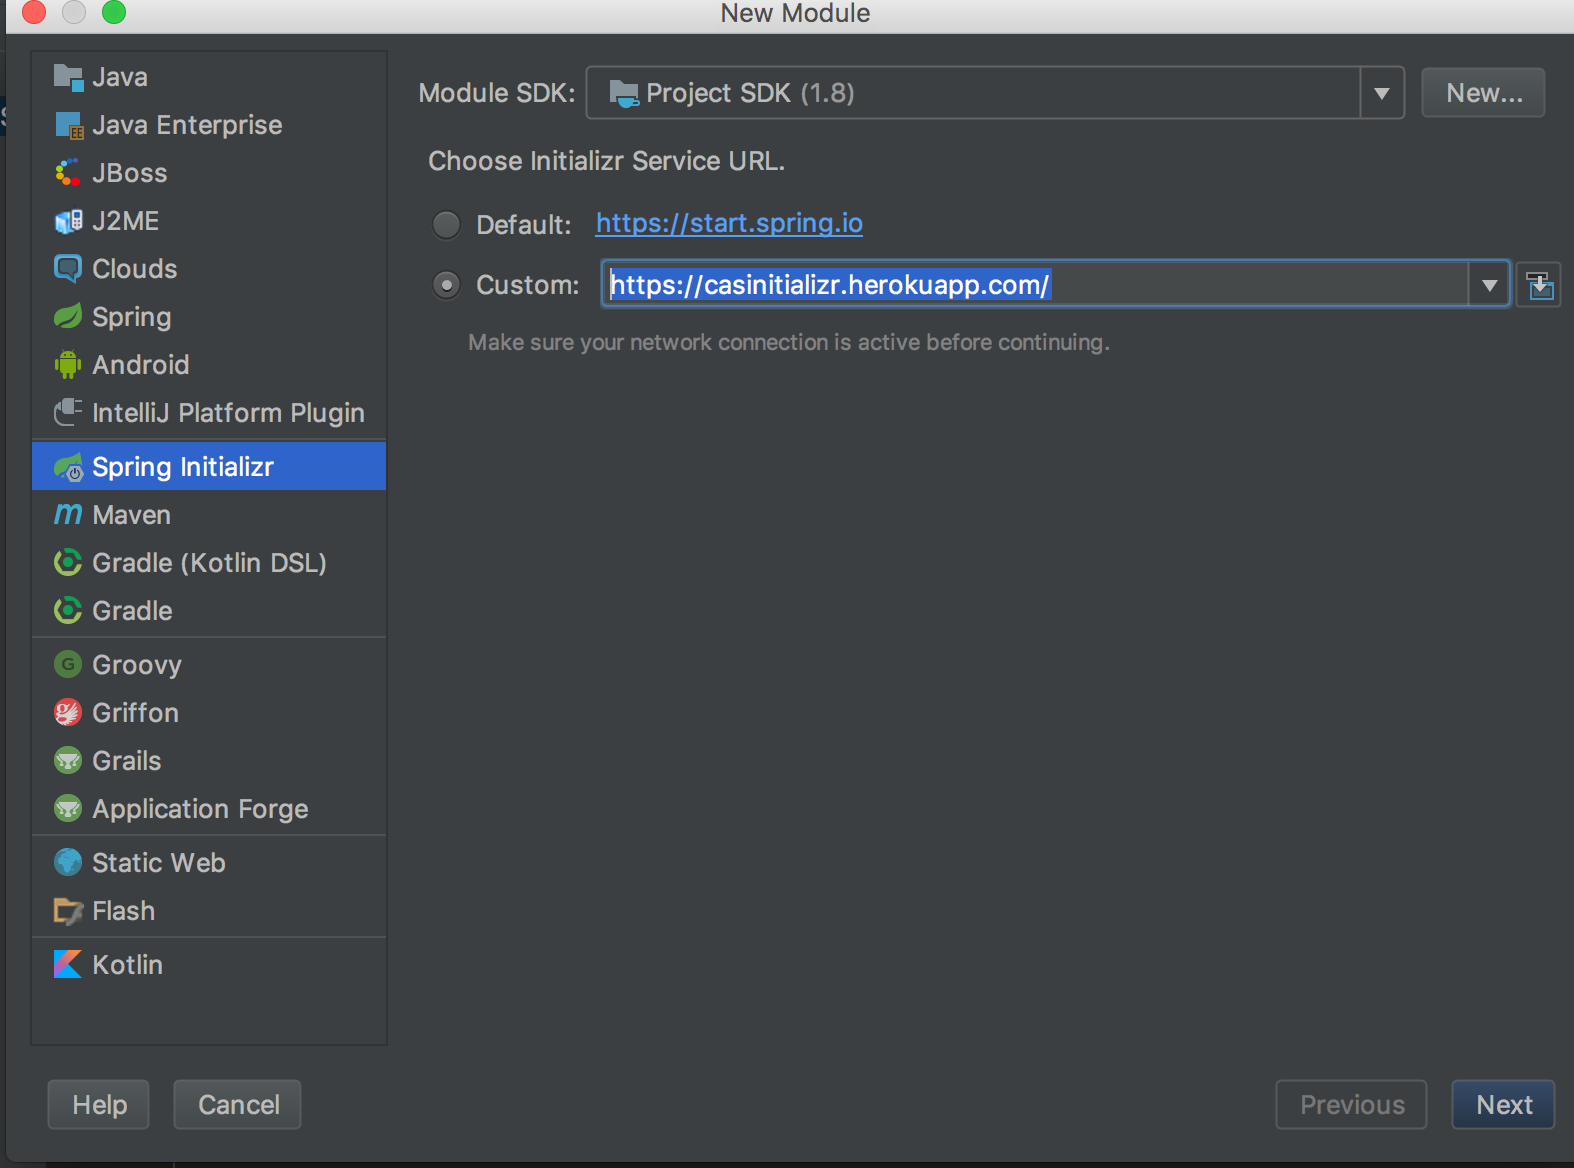 New Module
Java
Java Enterprise
JBoss
J2ME
Clouds
Spring
Android
IntelliJ Platform Plugin
Spring Initializr
Maven
Gradle (Kotlin DSL)
Gradle
Groovy
Griffon
Grails
Application Forge
Static Web
Flash
Kotlin
Module SDK: Project SDK (1.8) New...
Choose Initializr Service URL.
Default: https://start.spring.io
Custom: https://casinitializr.herokuapp.com/
Make sure your network connection is active before continuing.
Help Cancel Previous Next